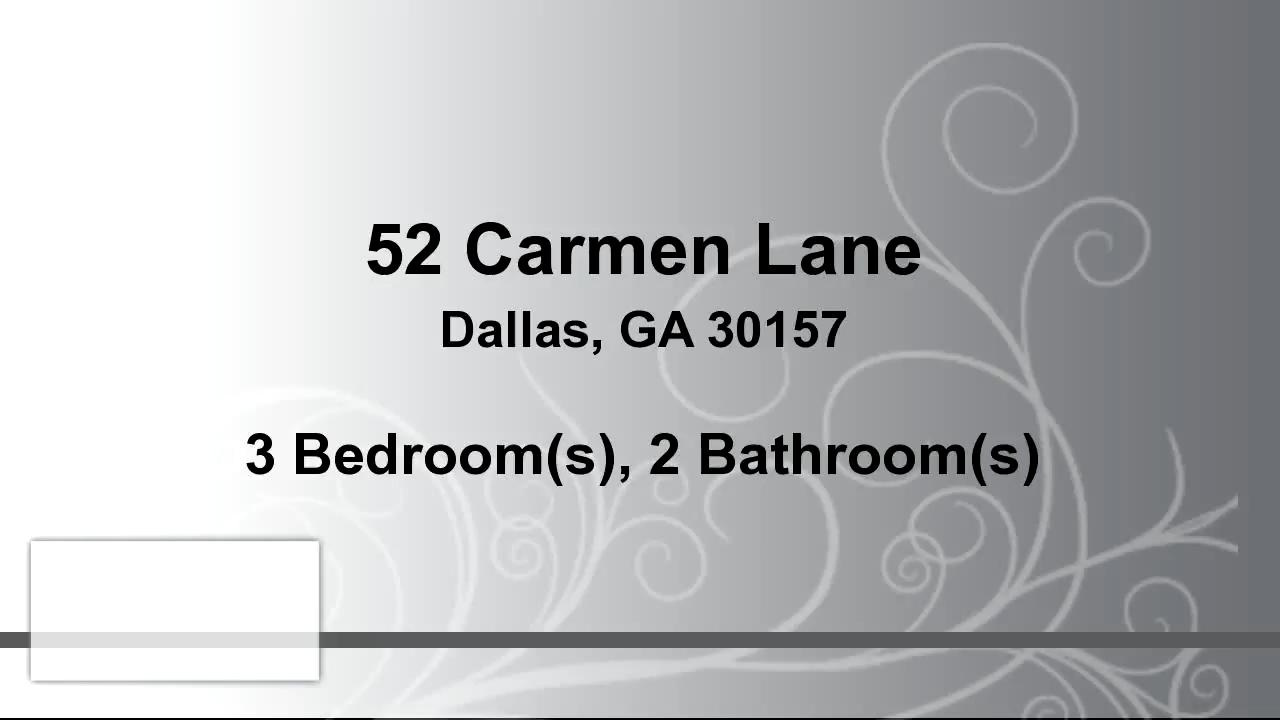 52 Carmen Lane
Dallas, GA 30157
3 Bedroom(s), 2 Bathroom(s)